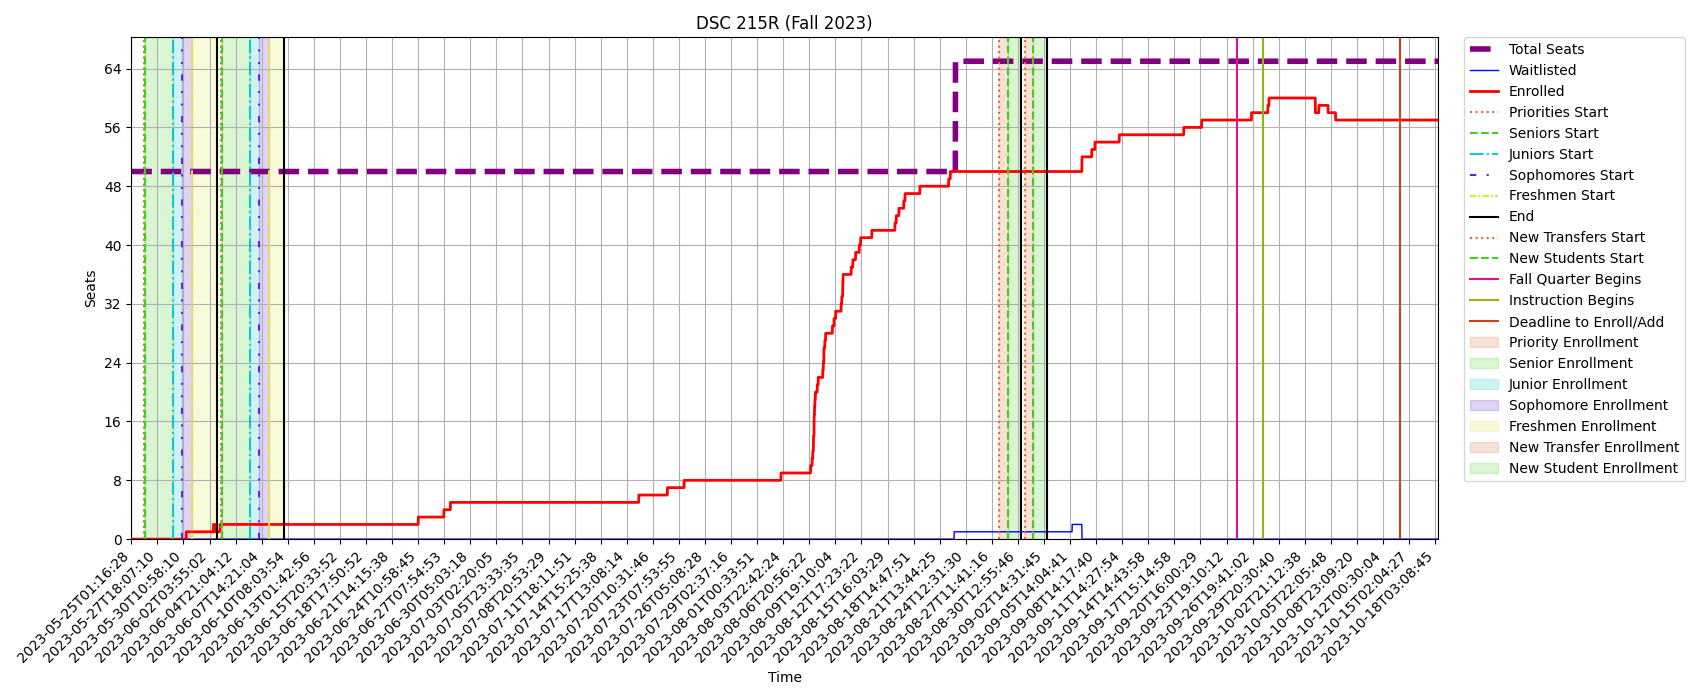 DSC 215R (Fall 2023)
Seats
64
56
48
40
32
24
16
8
0
2023-05-25T01:16:28
2023-05-27T18:07:10
2023-05-30T10:58:10
2023-06-02T03:55:02
2023-06-04T21:04:12
2023-06-07T14:21:04
2023-06-10T08:03:54
2023-06-13T01:42:56
2023-06-15T20:33:52
2023-06-18T17:50:52
2023-06-21T14:15:38
2023-06-24T10:58:45
2023-06-27T07:54:53
2023-06-30T05:03:18
2023-07-03T02:20:05
2023-07-05T23:33:35
2023-07-08T20:53:29
2023-07-11T18:11:51
2023-07-14T15:25:38
2023-07-17T13:08:14
2023-07-20T10:31:46
2023-07-23T07:53:55
2023-07-26T05:08:28
2023-07-29T02:37:16
2023-08-01T00:33:51
2023-08-03T22:42:24
2023-08-06T20:56:22
2023-08-09T19:10:04
2023-08-12T17:23:22
2023-08-15T16:03:29
2023-08-18T14:47:51
2023-08-21T13:44:25
2023-08-24T12:31:30
2023-08-27T11:41:16
2023-08-30T12:55:46
2023-09-02T14:31:45
2023-09-05T14:04:41
2023-09-08T14:17:40
2023-09-11T14:27:54
2023-09-14T14:43:58
2023-09-17T15:14:58
2023-09-20T16:00:29
2023-09-23T19:10:12
2023-09-26T19:41:02
2023-09-29T20:30:40
2023-10-02T21:12:38
2023-10-05T22:05:48
2023-10-08T23:09:20
2023-10-12T00:30:04
2023-10-15T02:04:27
2023-10-18T03:08:45
Time
Total Seats
Waitlisted
Enrolled
Priorities Start
Seniors Start
Juniors Start
Sophomores Start
Freshmen Start
End
New Transfers Start
New Students Start
Fall Quarter Begins
Instruction Begins
Deadline to Enroll/Add
Priority Enrollment
Senior Enrollment
Junior Enrollment
Sophomore Enrollment
Freshmen Enrollment
New Transfer Enrollment
New Student Enrollment